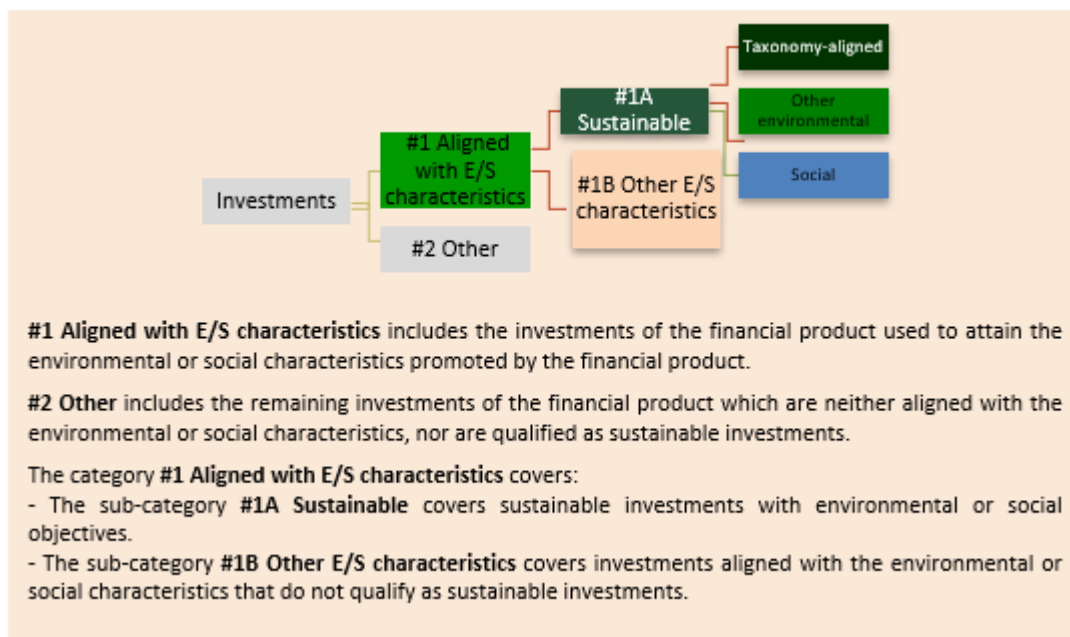 Taxonomy-aligned
#1A
Sustainable
Other
environmental
#1 Aligned
with E/S
characteristics
Social
#1B Other E/S
characteristics
Investments
#2 Other
#1 Aligned with E/S characteristics includes the investments of the financial product used to attain the
environmental or social characteristics promoted by the financial product.
#2 Other includes the remaining investments of the financial product which are neither aligned with the
environmental or social characteristics, nor are qualified as sustainable investments.
The category #1 Aligned with E/S characteristics covers:
- The sub-category #1A Sustainable covers sustainable investments with environmental or social
objectives.
- The sub-category #1B Other E/S characteristics covers investments aligned with the environmental or
social characteristics that do not qualify as sustainable investments.